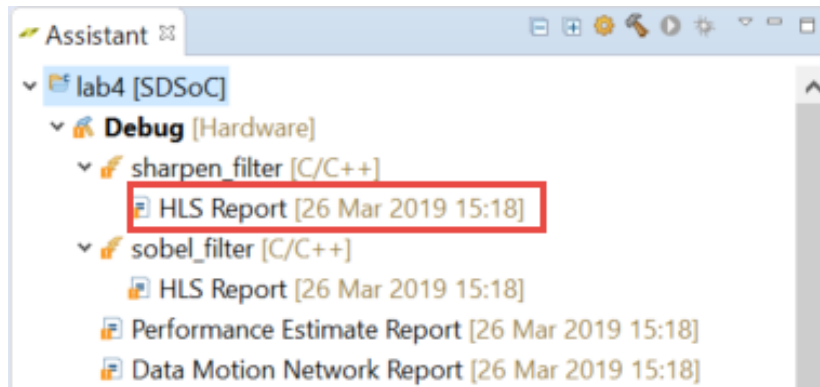 Assistant
lab4 [SDSoC]
Debug [Hardware]
sharpen_filter [C/C++]
HLS Report [26 Mar 2019 15:18]
sobel_filter [C/C++]
HLS Report [26 Mar 2019 15:18]
Performance Estimate Report [26 Mar 2019 15:18]
Data Motion Network Report [26 Mar 2019 15:18]